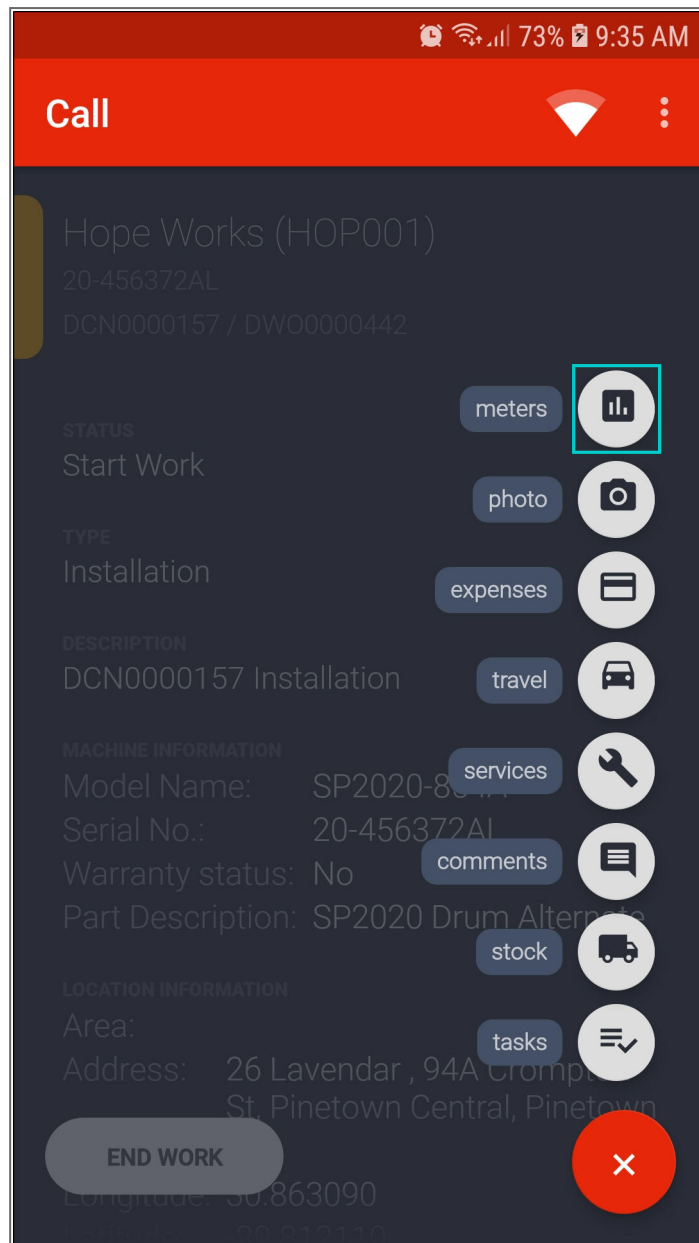 73% 9:35 AM
Call
Hope Works (HOP001)
20-456372AL
DCN0000157 / DWO0000442
meters
STATUS
Start Work
photo
TYPE
Installation
expenses
DESCRIPTION
DCN0000157 Installation
travel
MACHINE INFORMATION
Model Name:
services
Serial No.: 20-456372AL
Warranty status: No
comments
Part Description: SP2020 Drum Alternate
stock
LOCATION INFORMATION
Area:
tasks
Address: 26 Lavendar , 94A
St, Pinetown Central, Pinetown
END WORK
Longitude: 30.863090